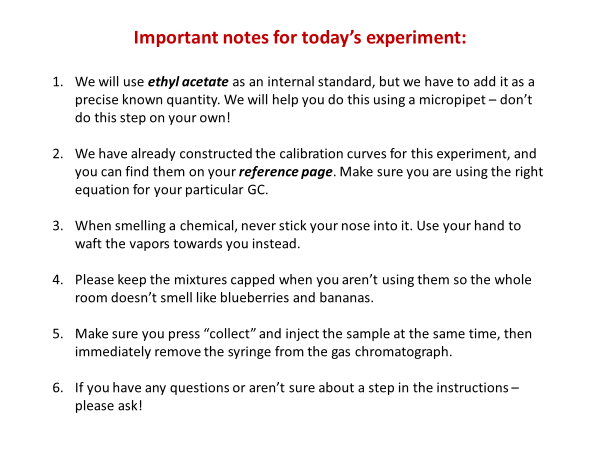 Important notes for today's experiment:
1. We will use ethyl acetate as an internal standard, but we have to add it as a
precise known quantity. We will help you do this using a micropipet – don't
do this step on your own!
2. We have already constructed the calibration curves for this experiment, and
you can find them on your reference page. Make sure you are using the right
equation for your particular GC.
3. When smelling a chemical, never stick your nose into it. Use your hand to
waft the vapors towards you instead.
4. Please keep the mixtures capped when you aren't using them so the whole
room doesn't smell like blueberries and bananas.
5. Make sure you press “collect” and inject the sample at the same time, then
immediately remove the syringe from the gas chromatograph.
6. If you have any questions or aren't sure about a step in the instructions –
please ask!